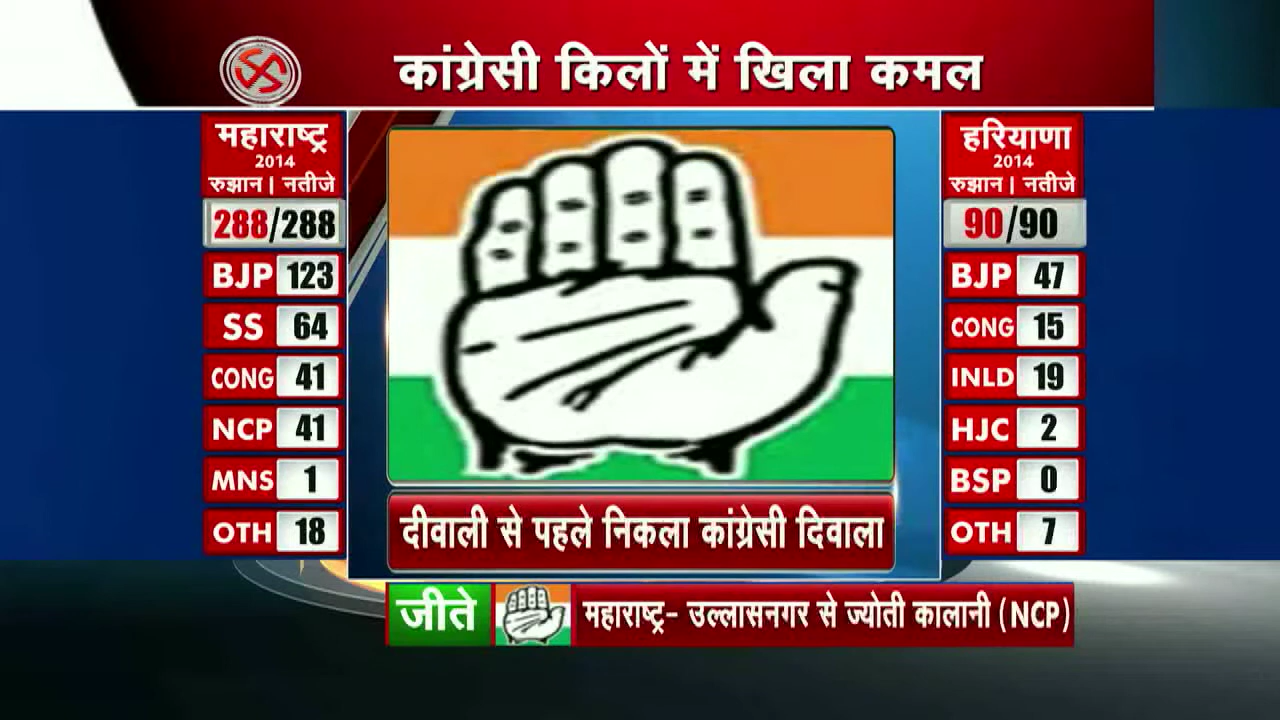 कांग्रेसी किलों में खिला कमल
महाराष्ट्र
2014
रुझान | नतीजे
288/288
BJP 123
SS 64
CONG 41
NCP 41
MNS 1
OTH 18
हरियाणा
2014
रुझान | नतीजे
90/90
BJP 47
CONG 15
INLD 19
HJC 2
BSP 0
OTH 7
दीवाली से पहले निकला कांग्रेसी दिवाला
जीते महाराष्ट्र- उल्लासनगर से ज्योती कालानी (NCP)